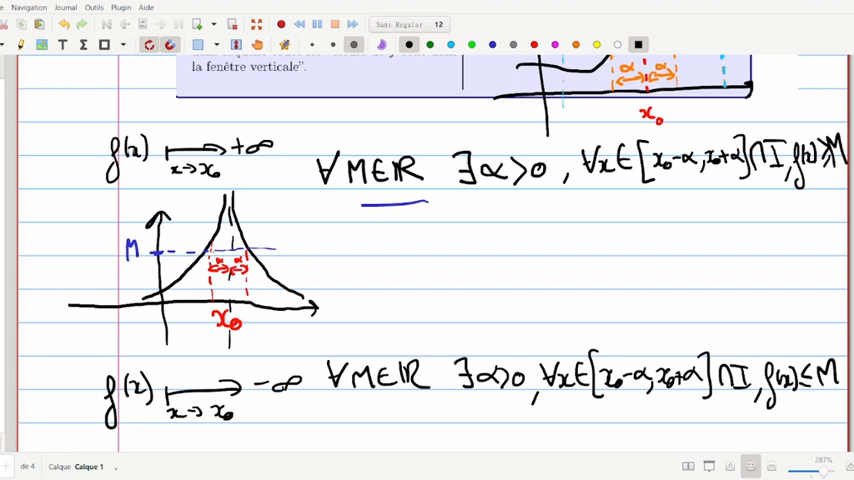 Navigation Journal Outils Plugin Aide
Sans Regular 12
la fenêtre verticale".
α α
x₀
f(x) ⟼ +∞ ∀ M∈ℝ ∃α>0, ∀x∈[x₀-α, x₀+α]∩I, f(x)≥M
x→x₀
M
α α
x₀
f(x) ⟼ -∞ ∀M∈ℝ ∃α>0, ∀x∈[x₀-α, x₀+α]∩I, f(x)≤M
x→x₀
de 4 Calque Calque 1 287%